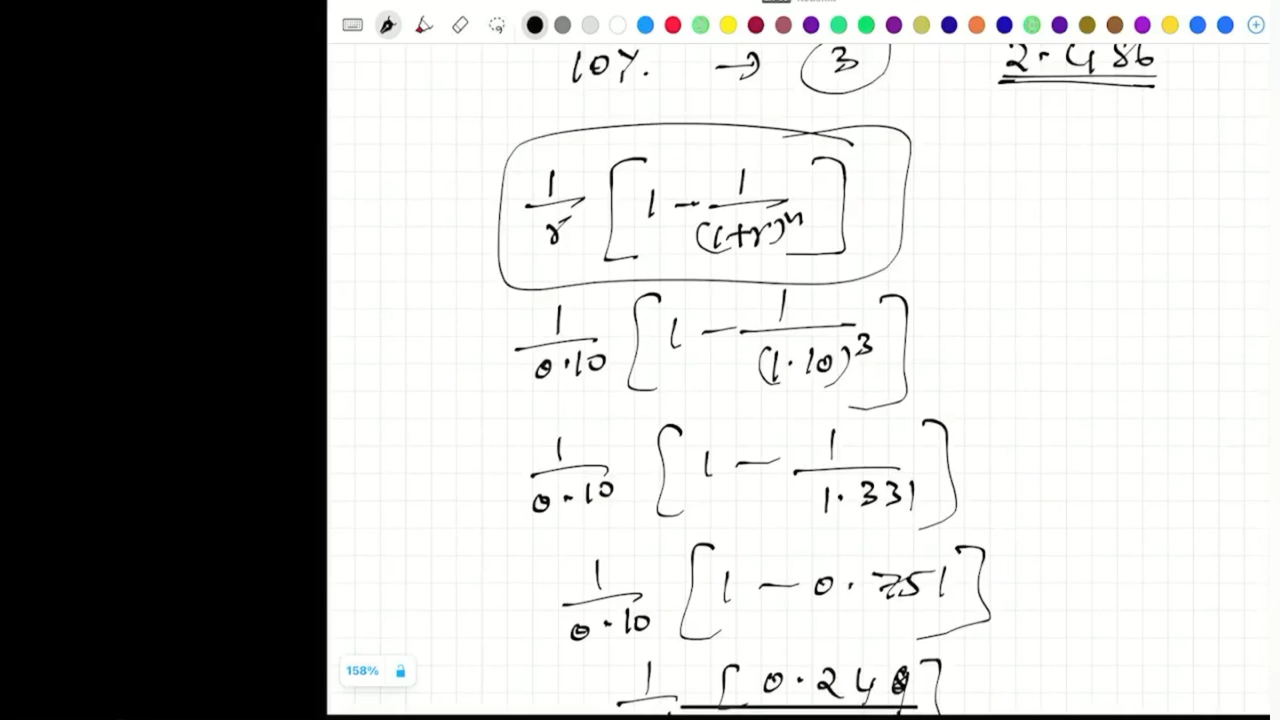 10%. → 3 2.486
1/r [1 - 1/(1+r)^n]
1/0.10 [1 - 1/(1.10)^3]
1/0.10 [1 - 1/1.331]
1/0.10 [1 - 0.751]
1 [0.249]
158%